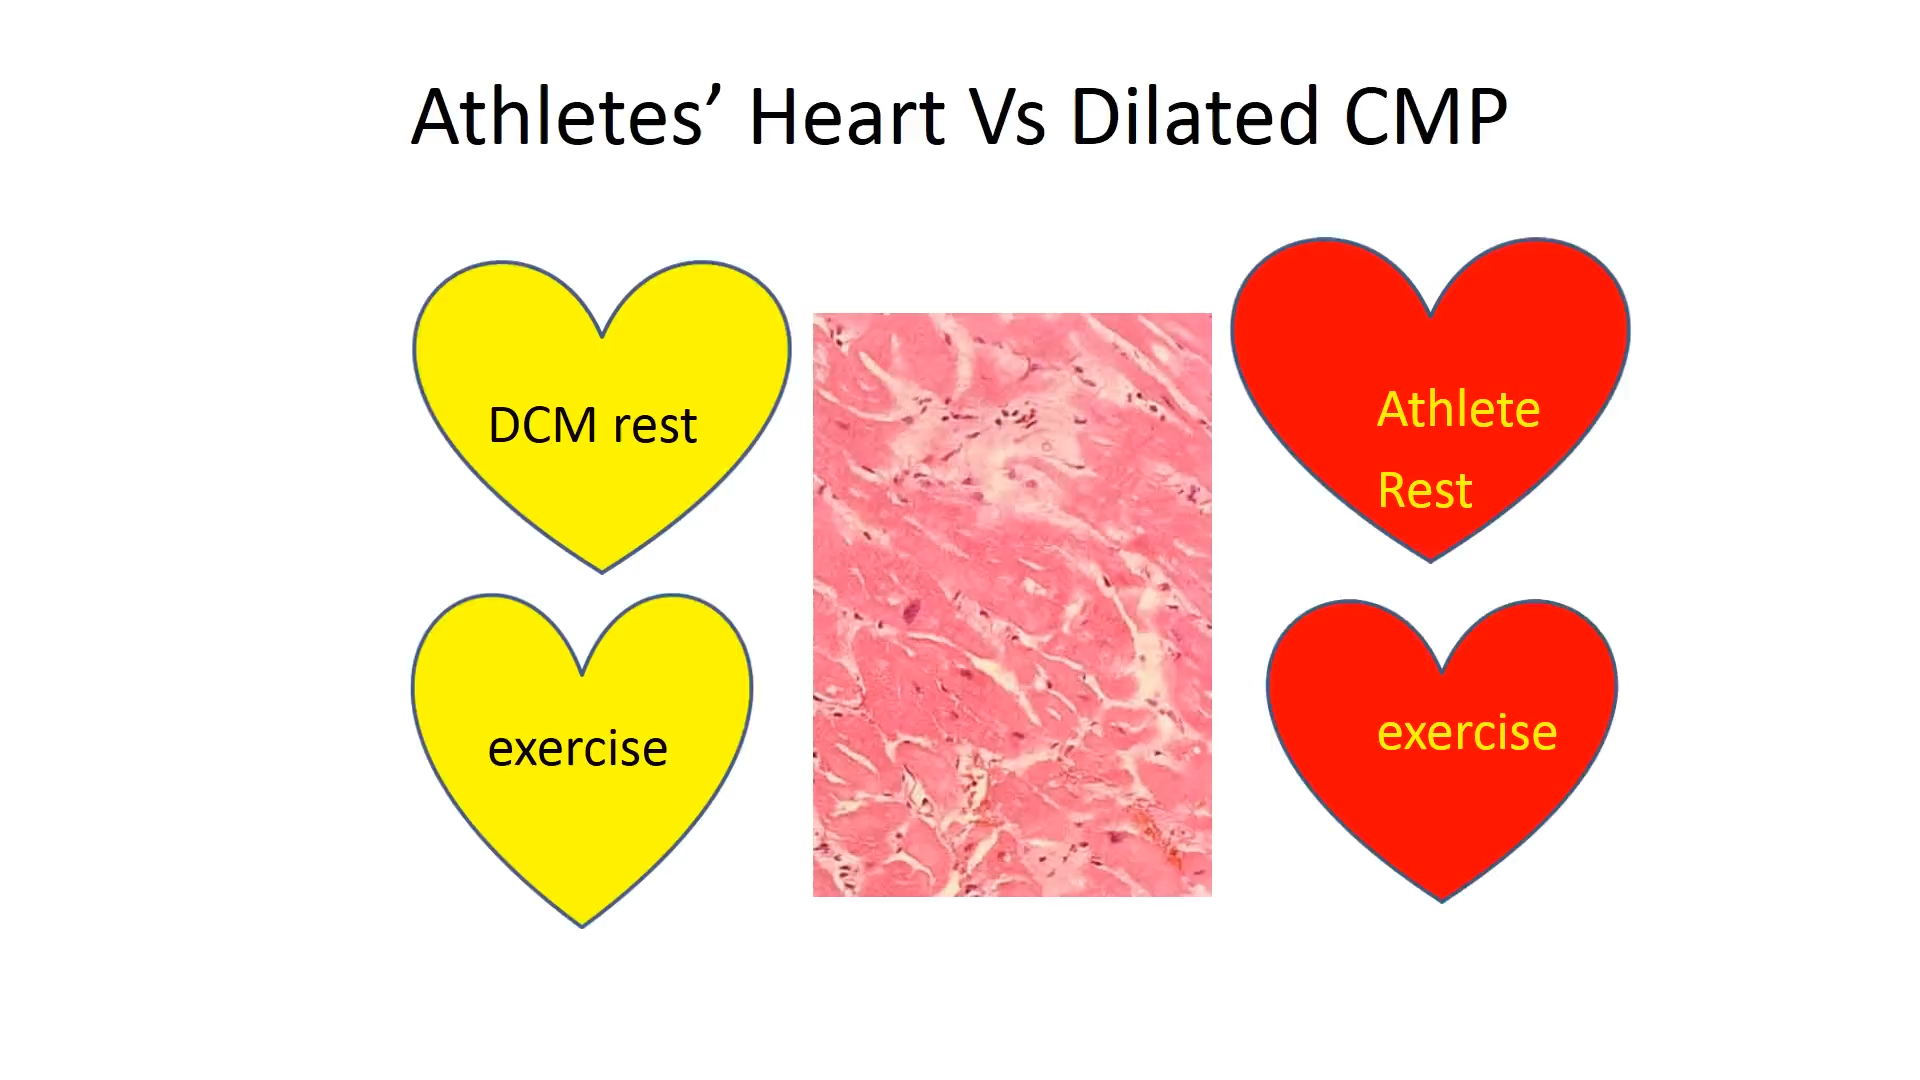 Athletes’ Heart Vs Dilated CMP
DCM rest
exercise
Athlete
Rest
exercise